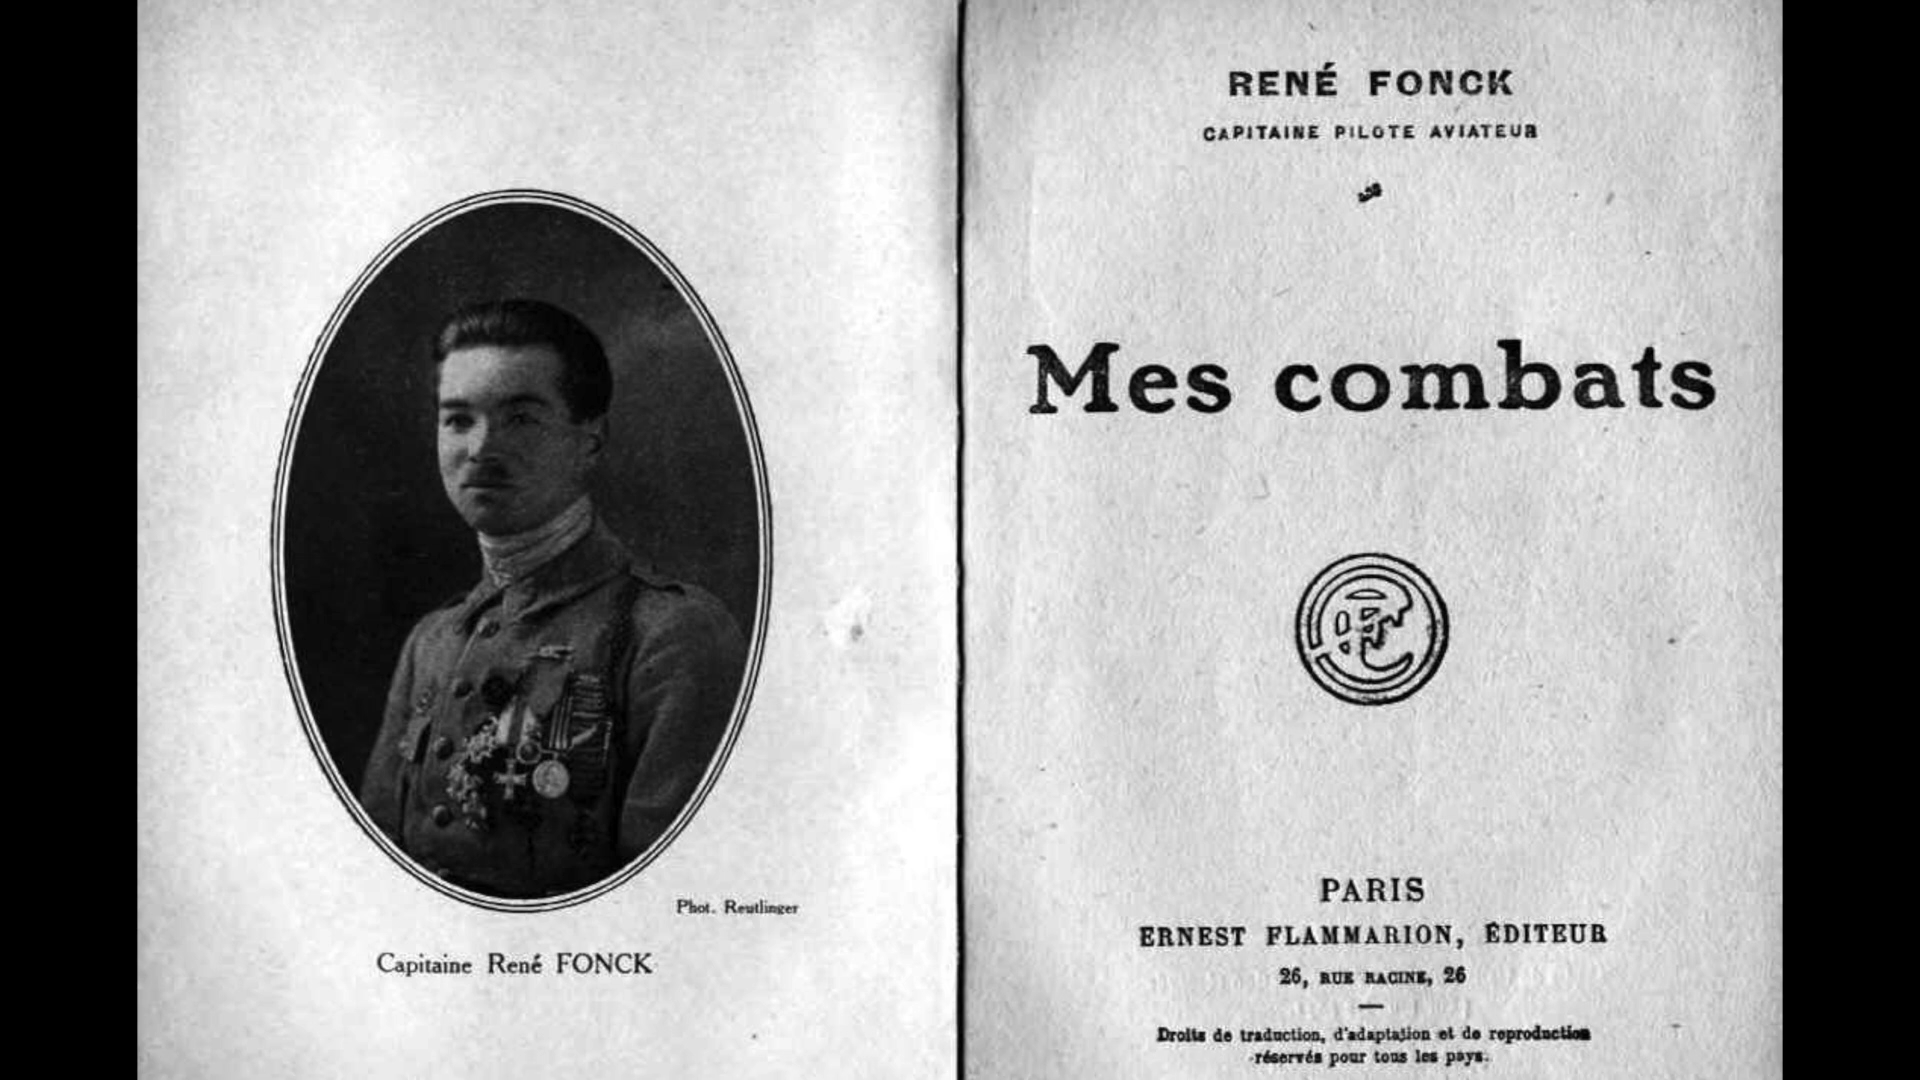 Phot. Reutlinger
Capitaine René FONCK
RENÉ FONCK
CAPITAINE PILOTE AVIATEUR
Mes combats
PARIS
ERNEST FLAMMARION, ÉDITEUR
26, RUE RACINE, 26
Droits de traduction, d'adaptation et de reproduction
réservés pour tous les pays.